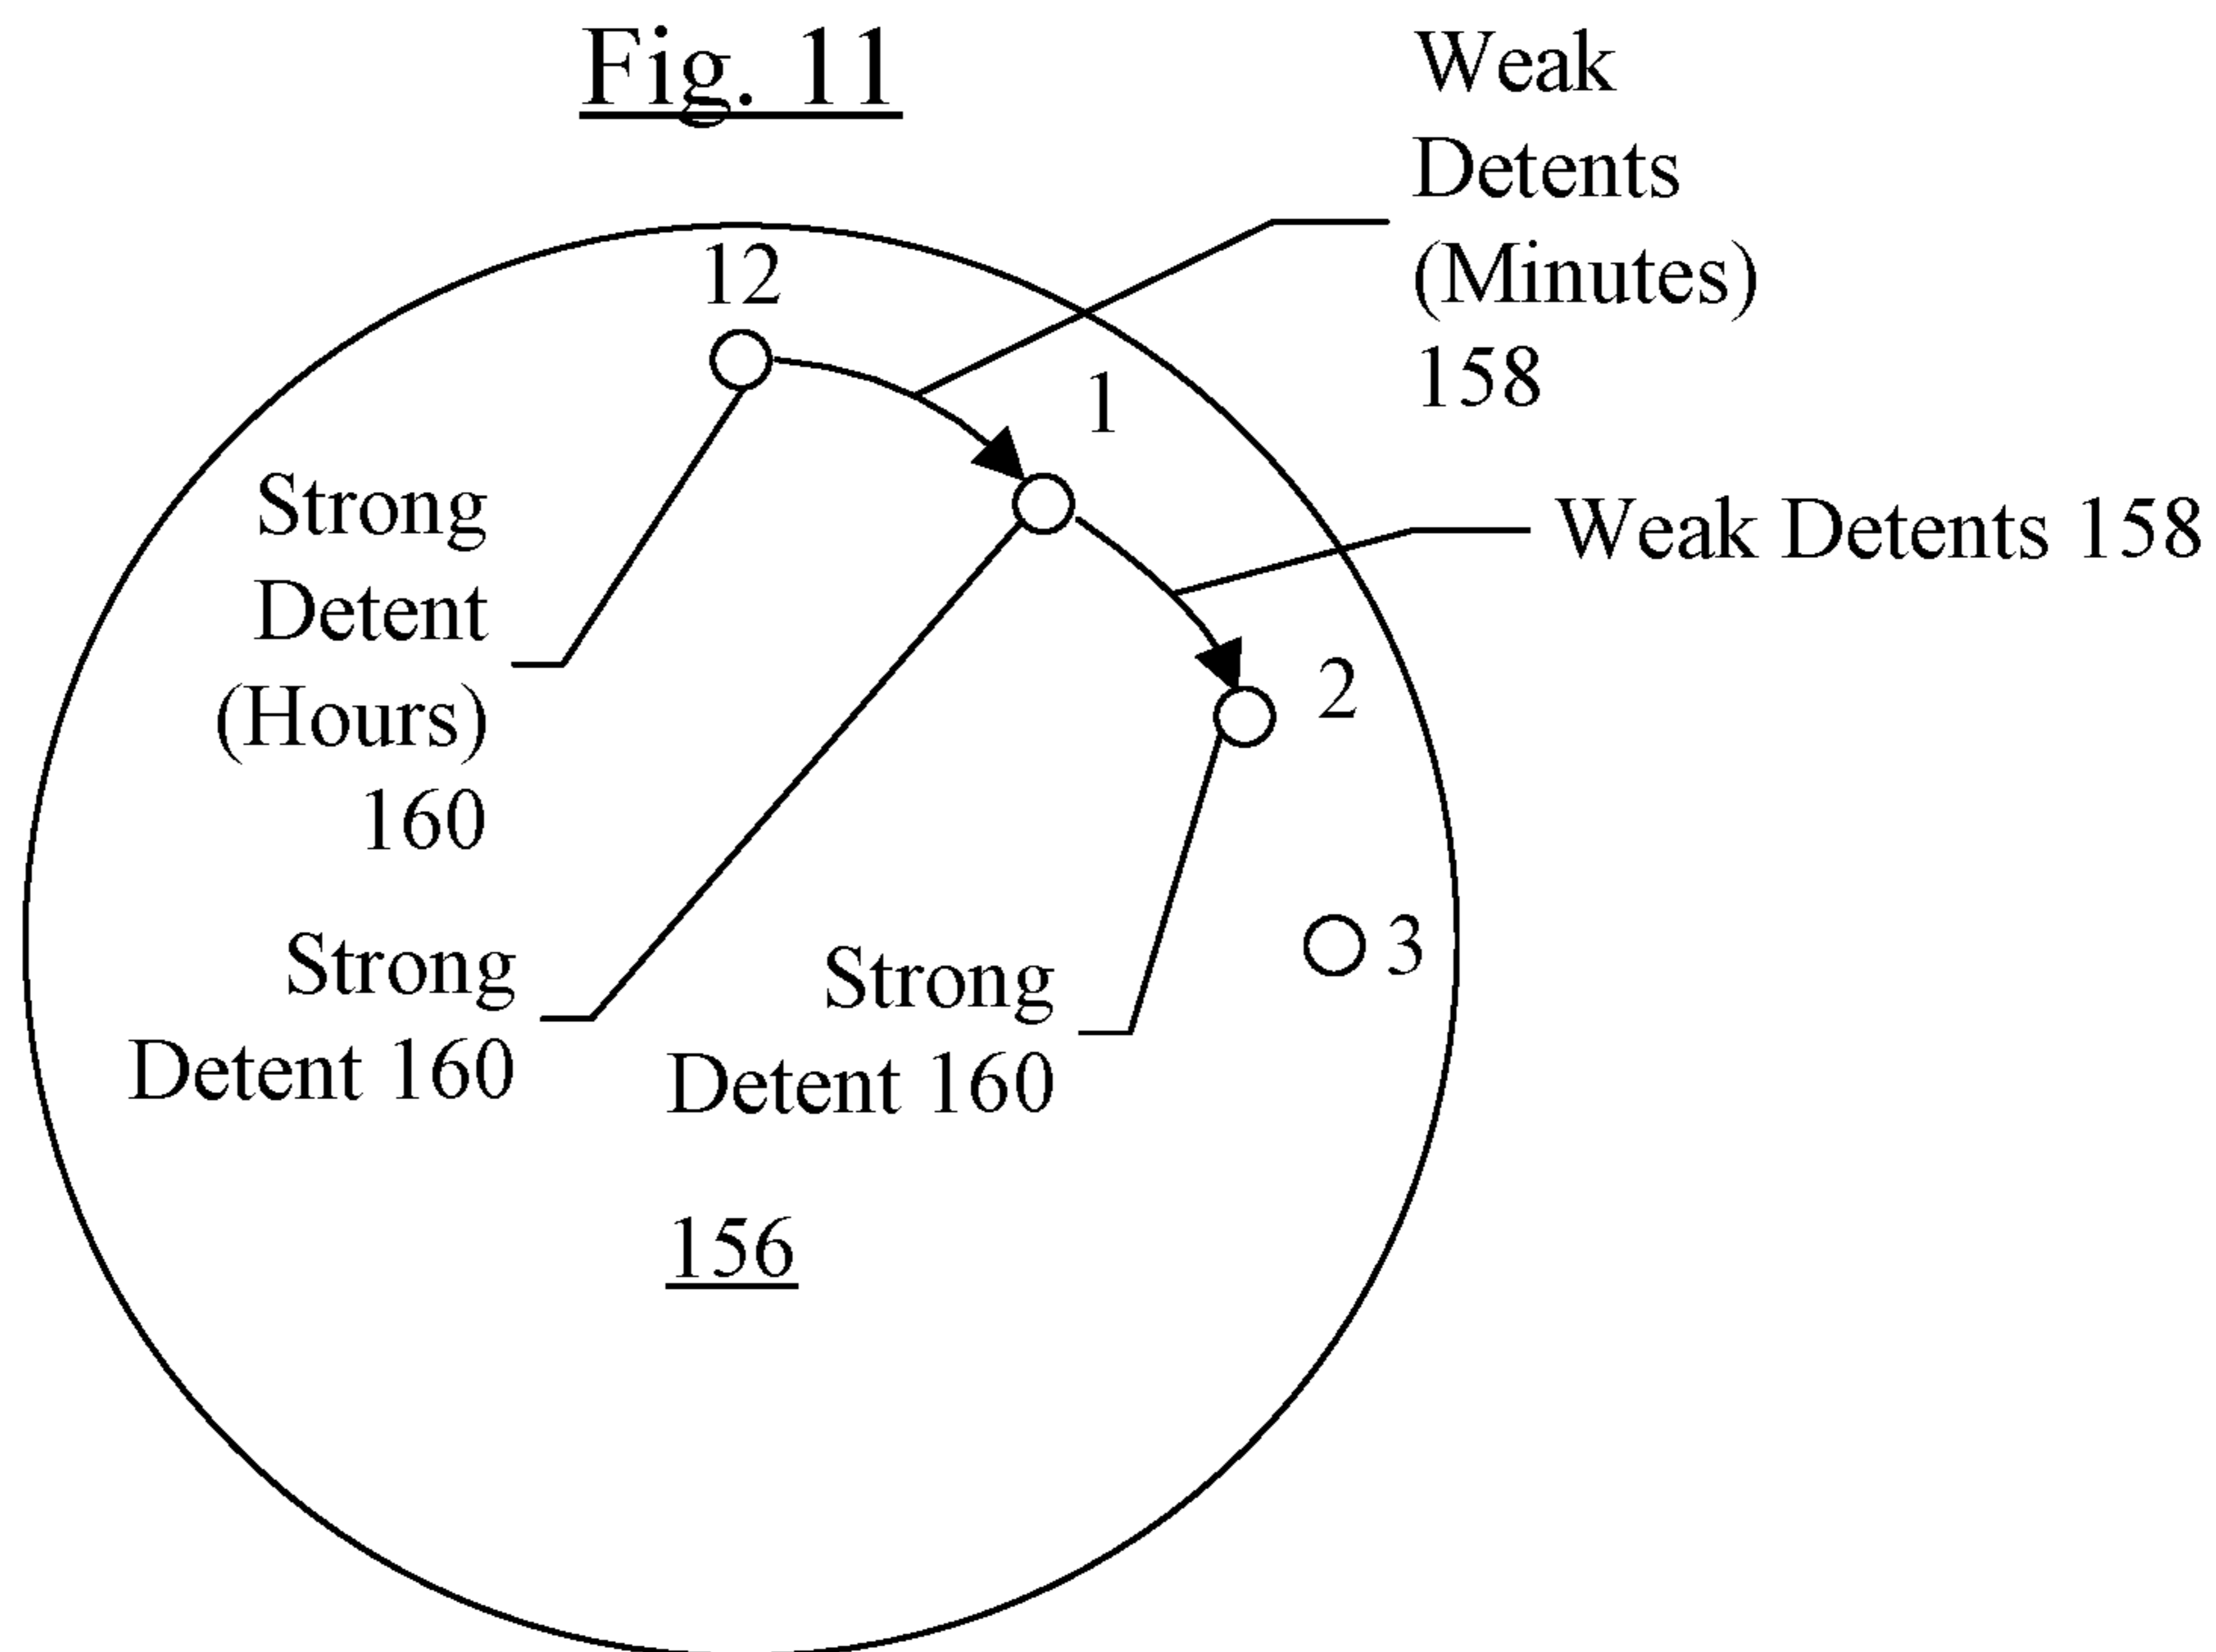 Fig. 11
Weak
Detents
(Minutes)
158
12
1
Strong
Detent
(Hours)
160
Weak Detents 158
2
3
Strong
Detent 160
Strong
Detent 160
156